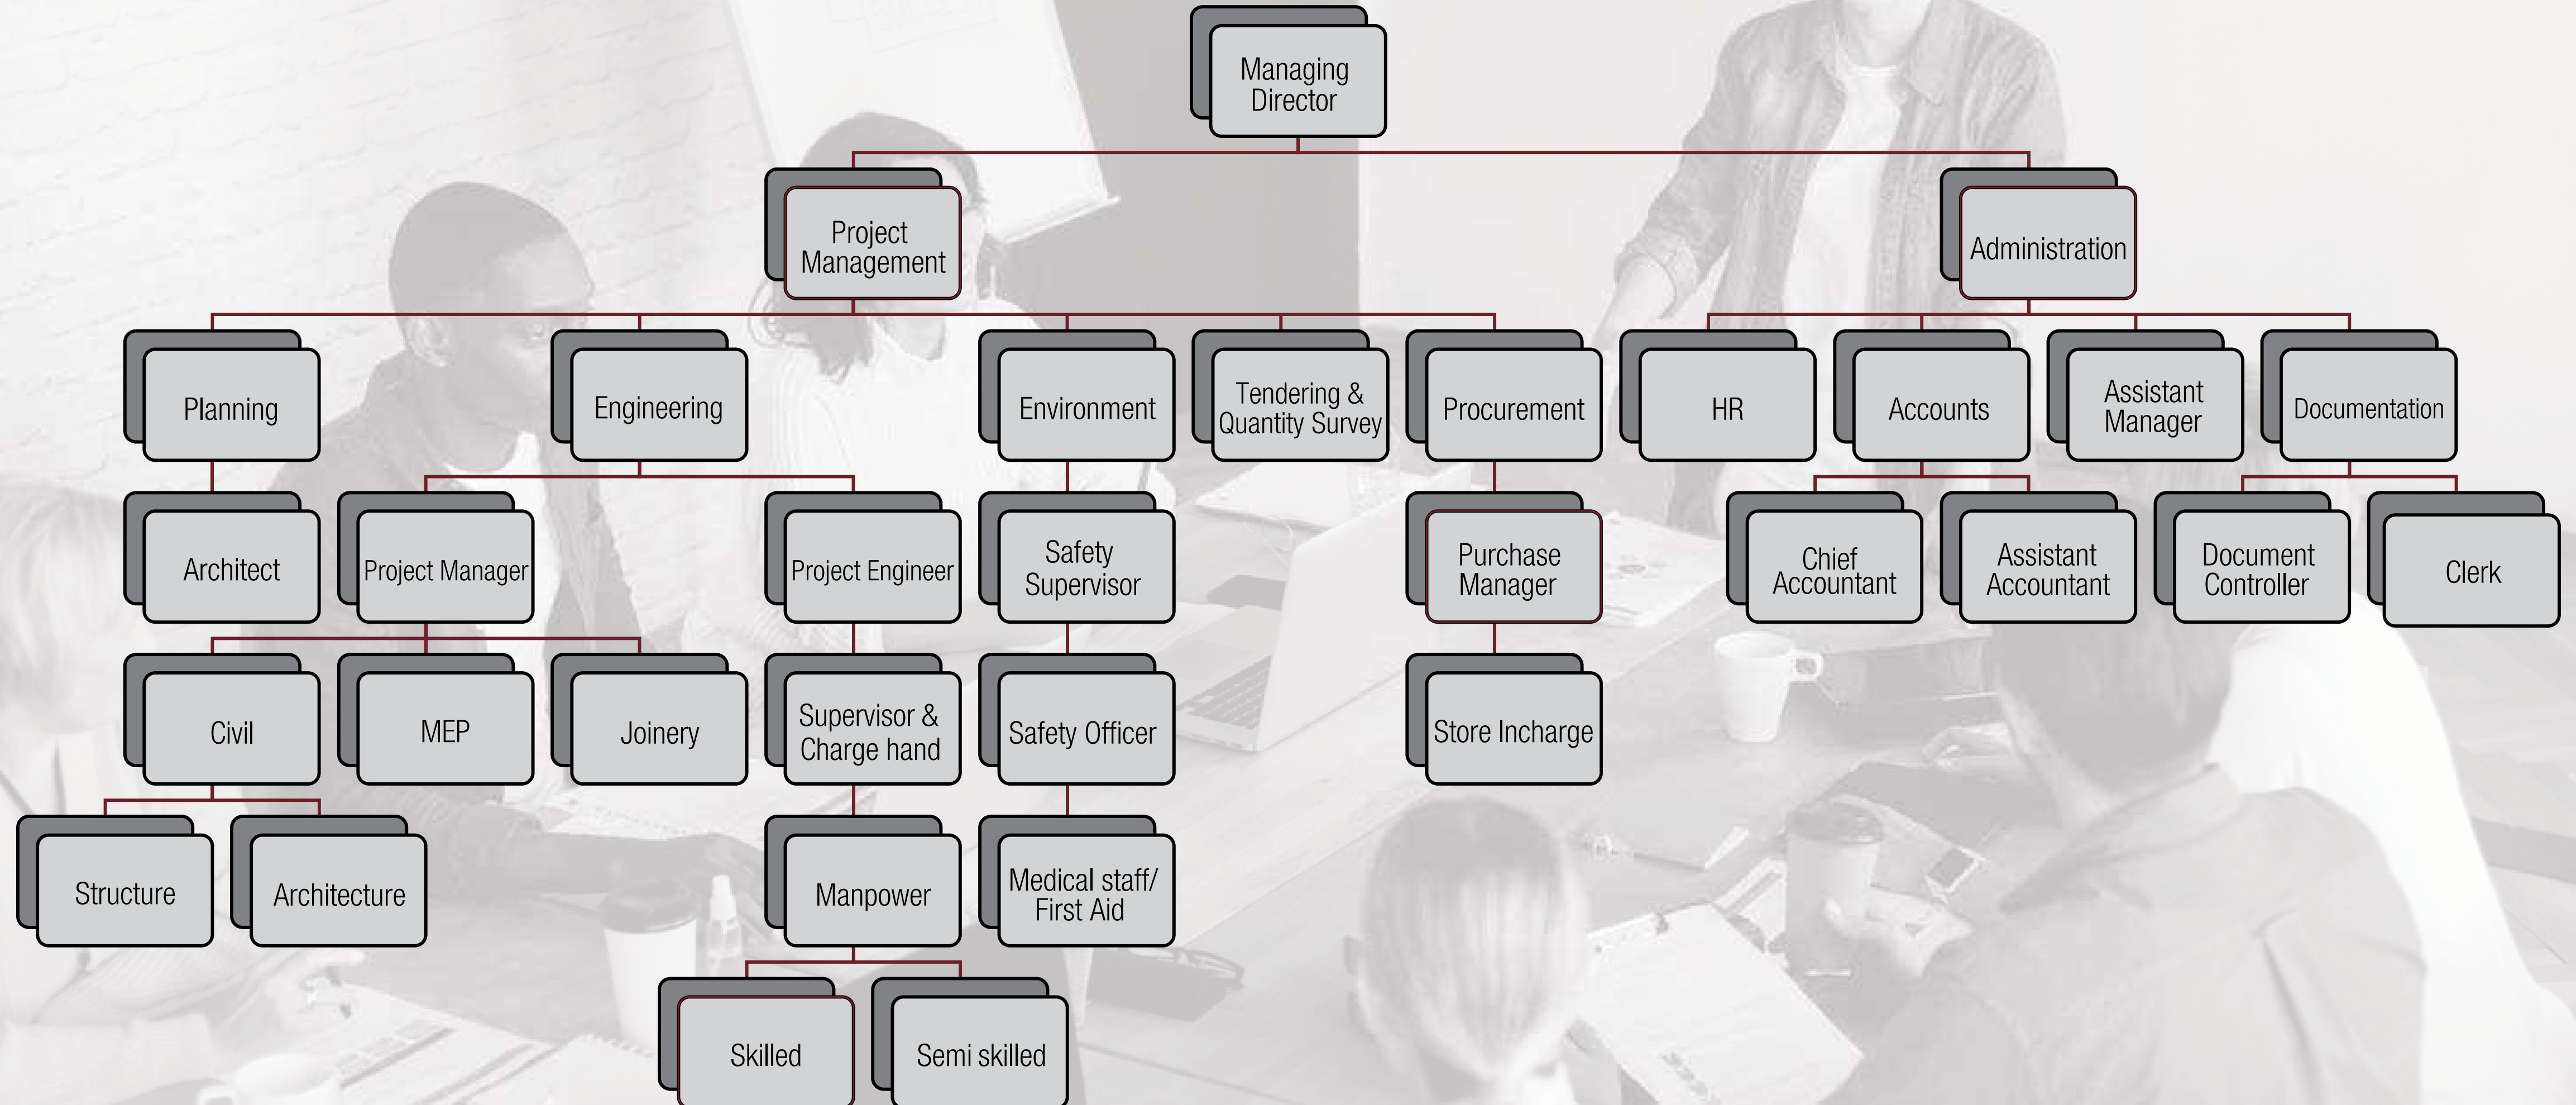 Managing
Director
Project
Management
Administration
Planning
Engineering
Environment
Tendering &
Quantity Survey
Procurement
HR
Accounts
Assistant
Manager
Documentation
Architect
Project Manager
Project Engineer
Safety
Supervisor
Purchase
Manager
Chief
Accountant
Assistant
Accountant
Document
Controller
Clerk
Civil
MEP
Joinery
Supervisor &
Charge hand
Safety Officer
Store Incharge
Structure
Architecture
Manpower
Medical staff/
First Aid
Skilled
Semi skilled